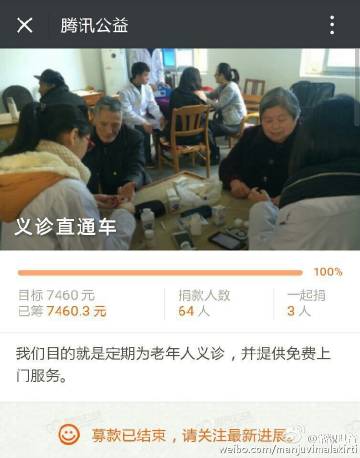 腾讯公益
义诊直通车
100%
目标 7460 元
已筹 7460.3 元
捐款人数
64 人
一起捐
3 人
我们目的就是定期为老年人义诊，并提供免费上
门服务。
募款已结束，请关注最新进展。
weibo.com/manjuvimalakirti